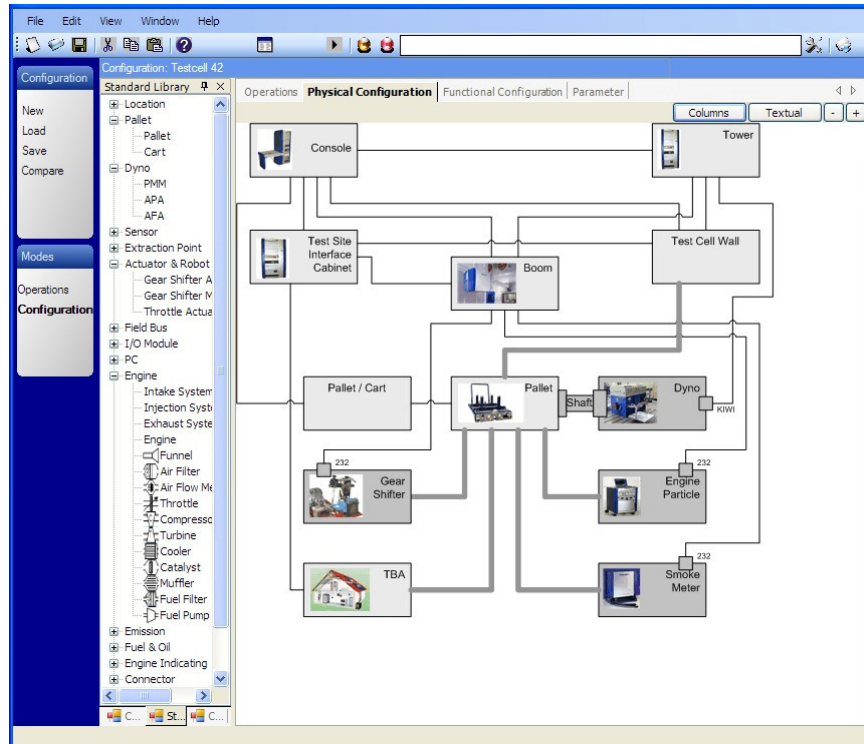 File Edit View Window Help
Configuration: Testcell 42
Configuration
New
Load
Save
Compare
Modes
Operations
Configuration
Standard Library
Location
Pallet
Pallet
Cart
Dyno
PMM
APA
AFA
Sensor
Extraction Point
Actuator & Robot
Gear Shifter A
Gear Shifter M
Throttle Actua
Field Bus
I/O Module
PC
Engine
Intake System
Injection Syst
Exhaust Syste
Engine
Funnel
Air Filter
Air Flow Me
Throttle
Compresso
Turbine
Cooler
Catalyst
Muffler
Fuel Filter
Fuel Pump
Emission
Fuel & Oil
Engine Indicating
Connector
C... St... C...
Operations Physical Configuration Functional Configuration Parameter
Columns Textual - +
Console
Tower
Test Site
Interface
Cabinet
Boom
Test Cell Wall
Pallet / Cart
Pallet
Shaft
Dyno
KIWI
232
Gear
Shifter
232
Engine
Particle
TBA
232
Smoke
Meter